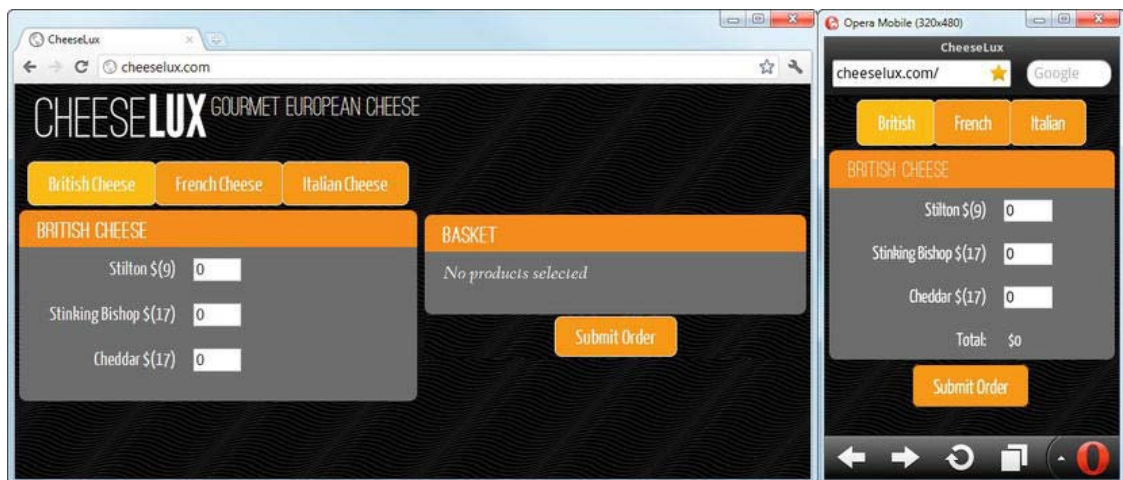 CheeseLux
cheeselux.com
CHEESELUX GOURMET EUROPEAN CHEESE
British Cheese French Cheese Italian Cheese
BRITISH CHEESE
Stilton $(9) 0
Stinking Bishop $(17) 0
Cheddar $(17) 0
BASKET
No products selected
Submit Order
Opera Mobile (320x480)
CheeseLux
cheeselux.com/ Google
British French Italian
BRITISH CHEESE
Stilton $(9) 0
Stinking Bishop $(17) 0
Cheddar $(17) 0
Total: $0
Submit Order